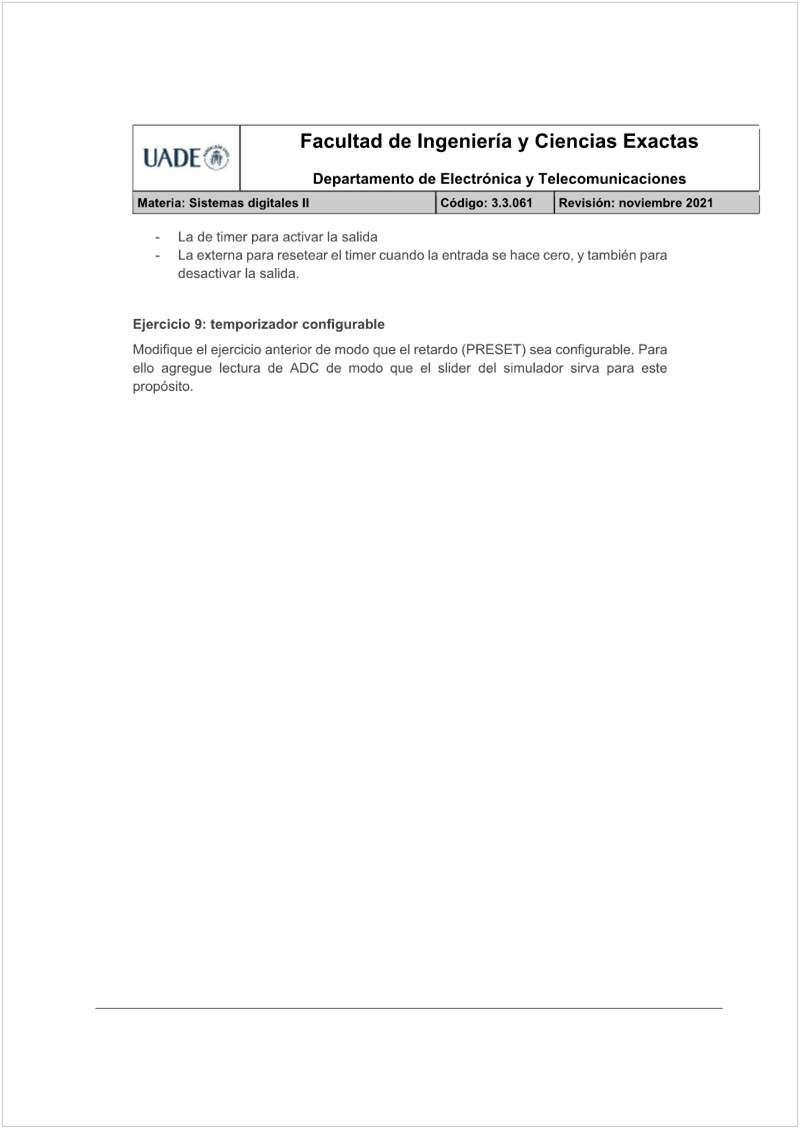 UADE
Facultad de Ingeniería y Ciencias Exactas
Departamento de Electrónica y Telecomunicaciones
Materia: Sistemas digitales II Código: 3.3.061 Revisión: noviembre 2021
- La de timer para activar la salida
- La externa para resetear el timer cuando la entrada se hace cero, y también para
desactivar la salida.
Ejercicio 9: temporizador configurable
Modifique el ejercicio anterior de modo que el retardo (PRESET) sea configurable. Para
ello agregue lectura de ADC de modo que el slider del simulador sirva para este
propósito.